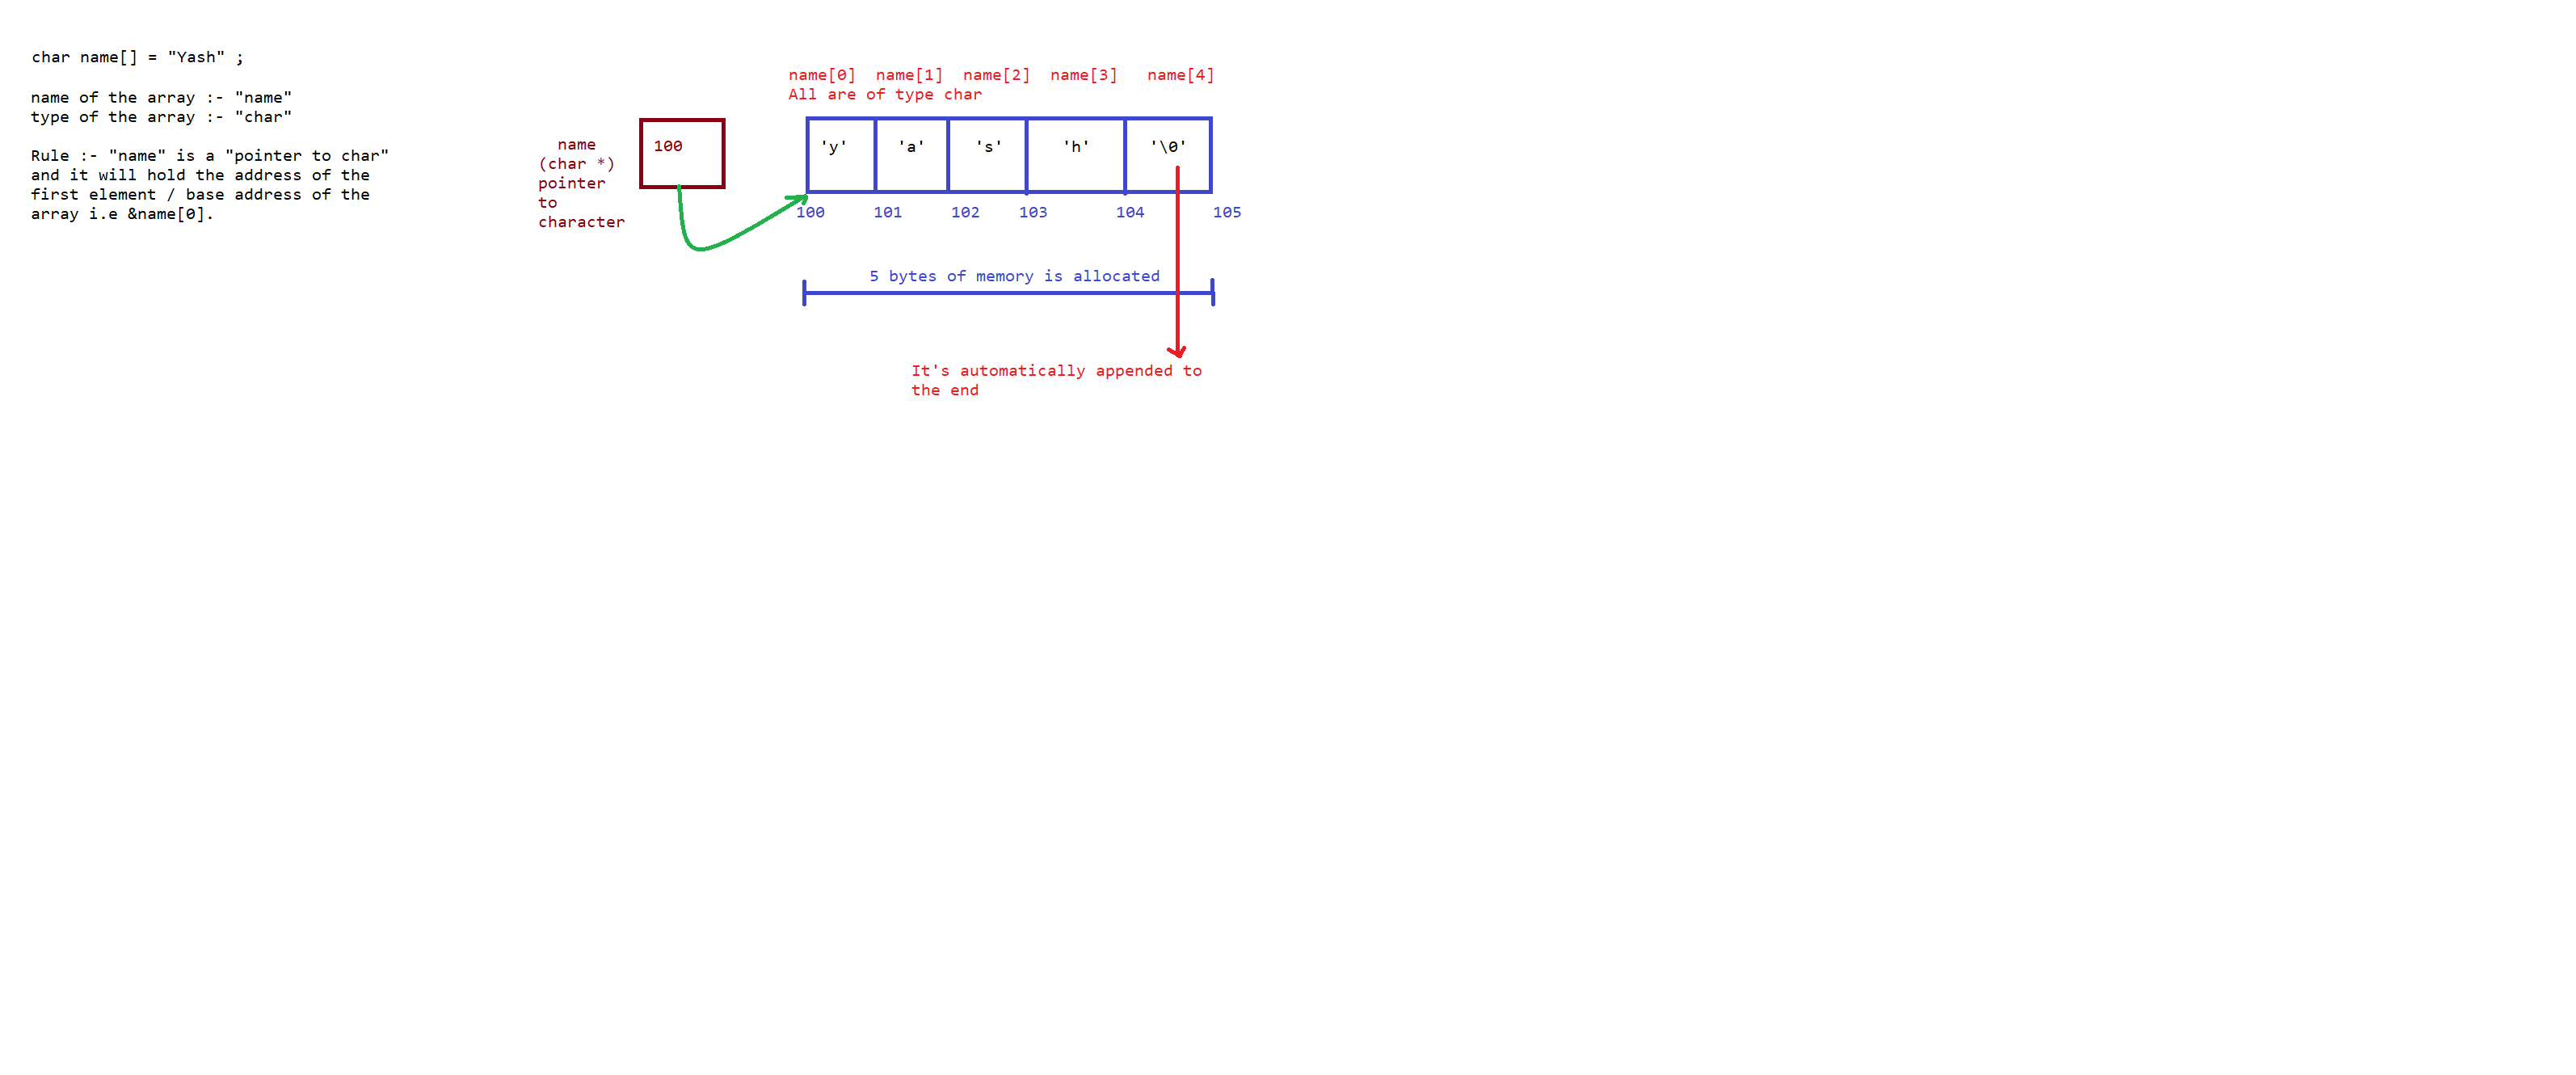 char name[] = "Yash" ;
name of the array :- "name"
type of the array :- "char"
Rule :- "name" is a "pointer to char"
and it will hold the address of the
first element / base address of the
array i.e &name[0].
name
(char *)
pointer
to
character
100
name[0] name[1] name[2] name[3] name[4]
All are of type char
'y' 'a' 's' 'h' '\0'
100 101 102 103 104 105
5 bytes of memory is allocated
It's automatically appended to
the end